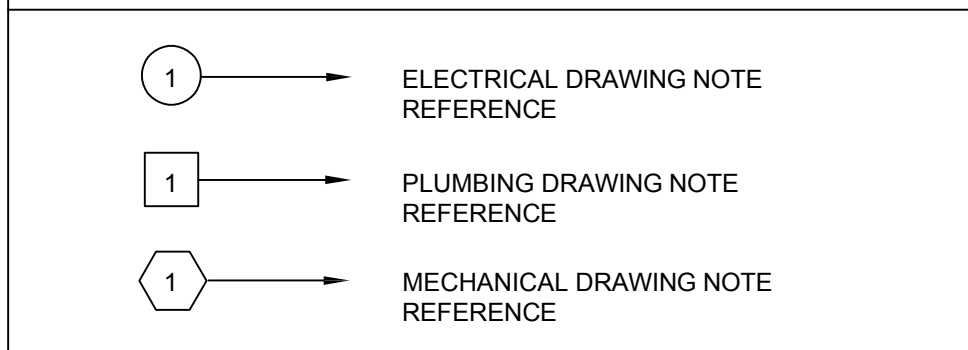 1
ELECTRICAL DRAWING NOTE
REFERENCE
1
PLUMBING DRAWING NOTE
REFERENCE
1
MECHANICAL DRAWING NOTE
REFERENCE